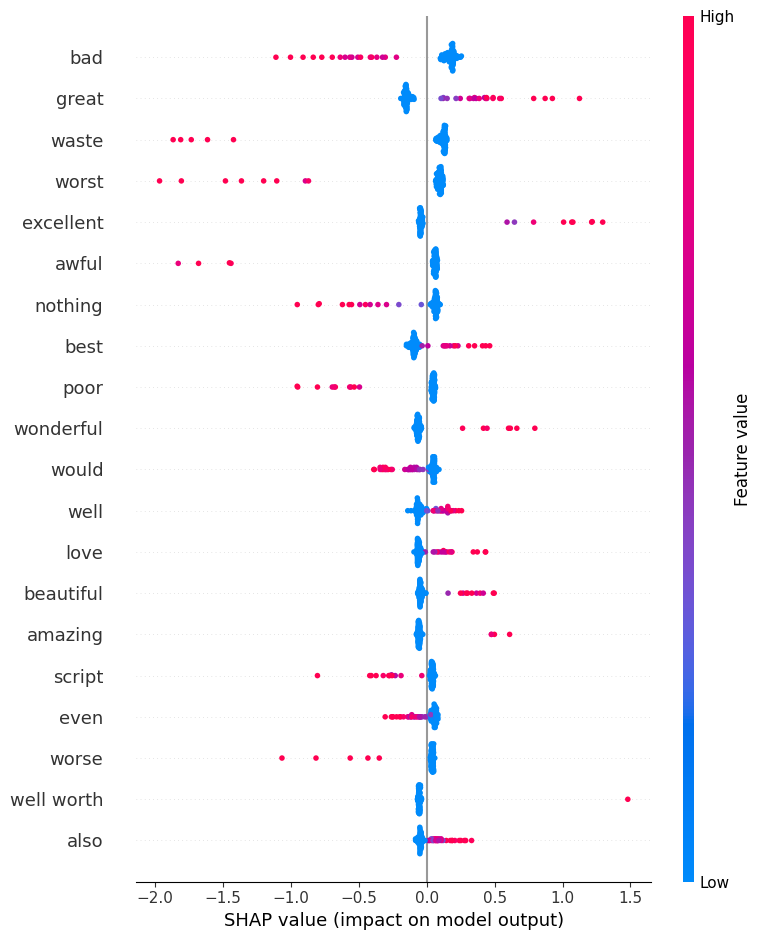 High
bad
great
waste
worst
excellent
awful
nothing
best
poor
wonderful
would
well
love
beautiful
amazing
script
even
worse
well worth
also
Feature value
Low
−2.0 −1.5 −1.0 −0.5 0.0 0.5 1.0 1.5
SHAP value (impact on model output)